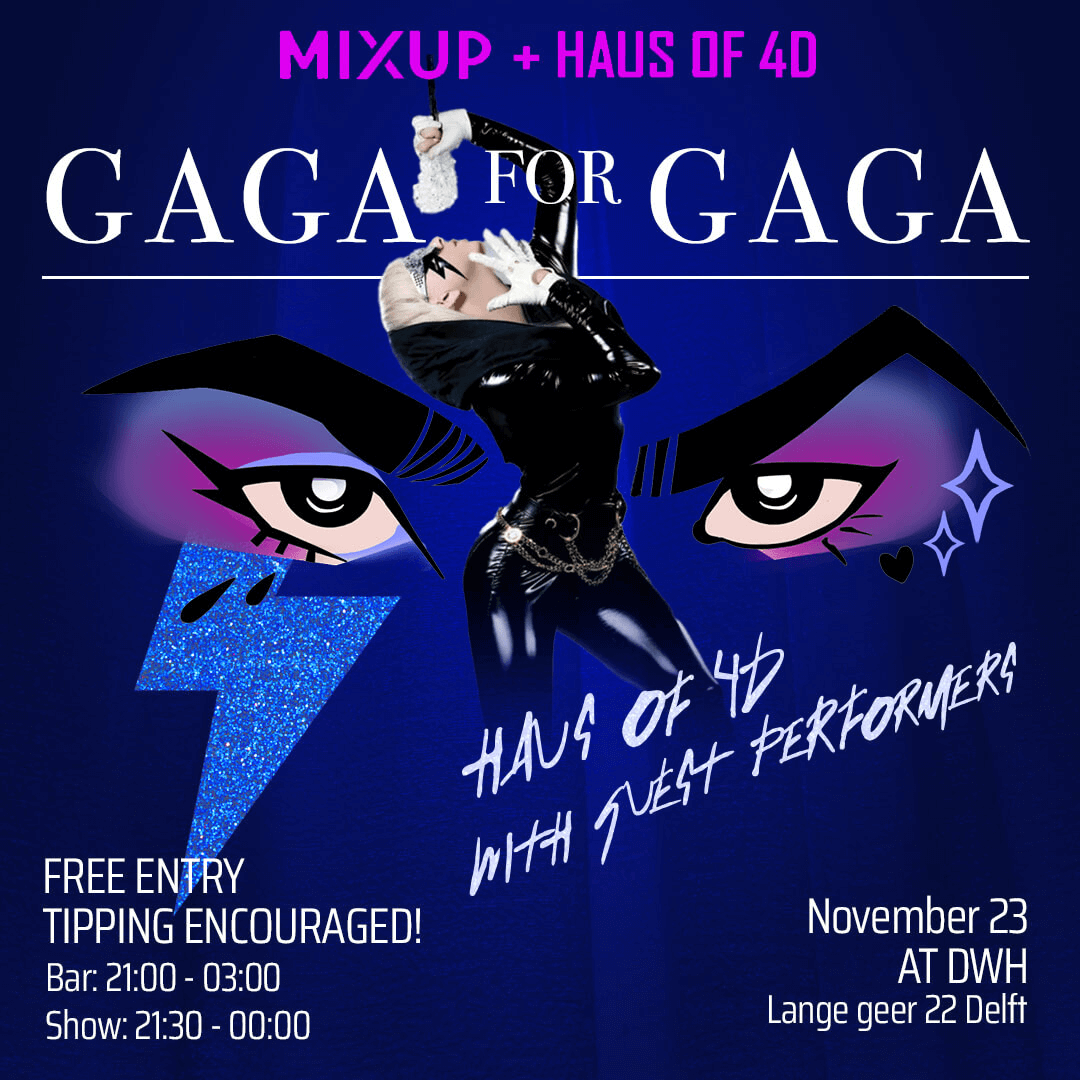 MIXUP + HAUS OF 4D
GAGA FOR GAGA
HAUS OF 4D
WITH GUEST PERFORMERS
FREE ENTRY
TIPPING ENCOURAGED!
Bar: 21:00 - 03:00
Show: 21:30 - 00:00
November 23
AT DWH
Lange geer 22 Delft